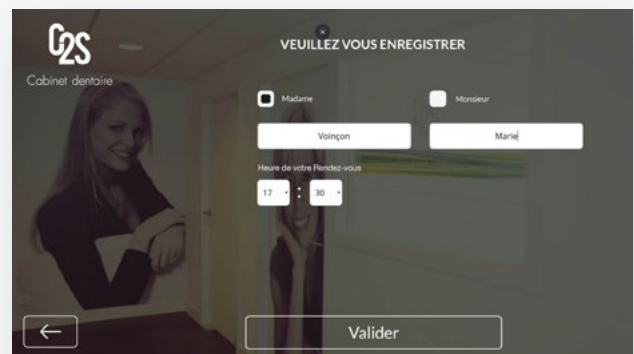 C2S
Cabinet dentaire
VEUILLEZ VOUS ENREGISTRER
Madame
Monsieur
Voinçon
Marie
Heure de votre Rendez-vous
17 : 30
Valider